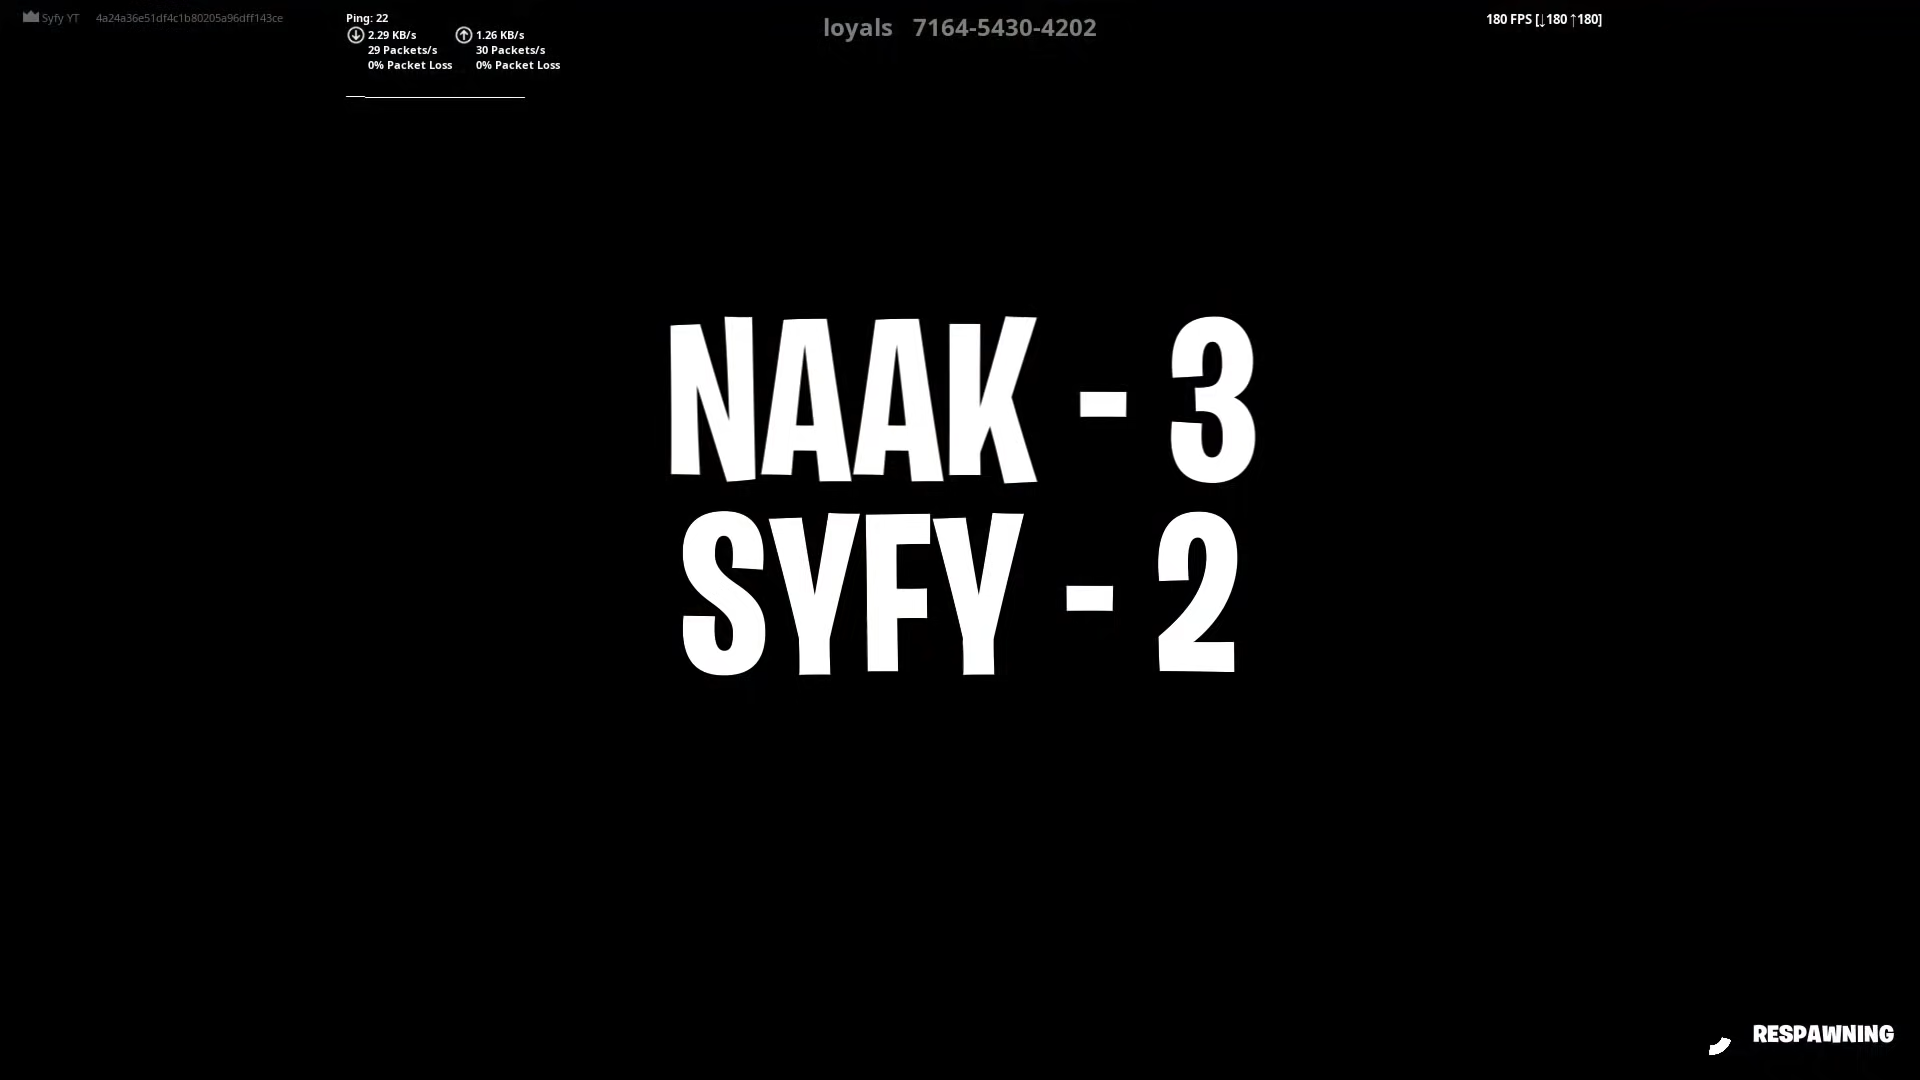 Syfy YT 4a24a36e51df4c1b80205a96dff143ce
Ping: 22
2.29 KB/s 1.26 KB/s
29 Packets/s 30 Packets/s
0% Packet Loss 0% Packet Loss
loyals 7164-5430-4202
180 FPS [↓180 ↑180]
NAAK - 3
SYFY - 2
RESPAWNING